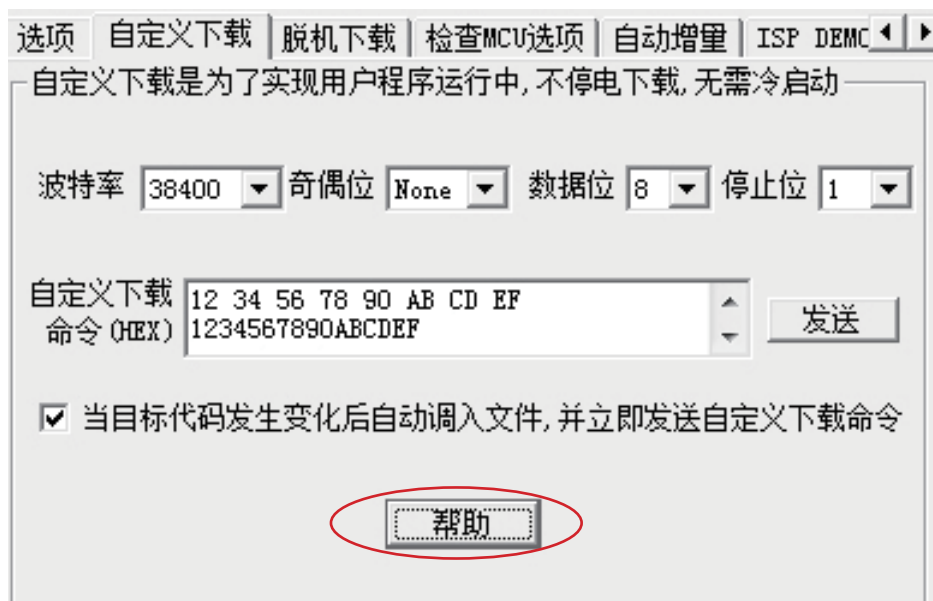 选项 自定义下载 脱机下载 检查MCU选项 自动增量 ISP DEMO
自定义下载是为了实现用户程序运行中,不停电下载,无需冷启动
波特率 38400 奇偶位 None 数据位 8 停止位 1
自定义下载 12 34 56 78 90 AB CD EF
命令(HEX) 1234567890ABCDEF 发送
当目标代码发生变化后自动调入文件,并立即发送自定义下载命令
帮助